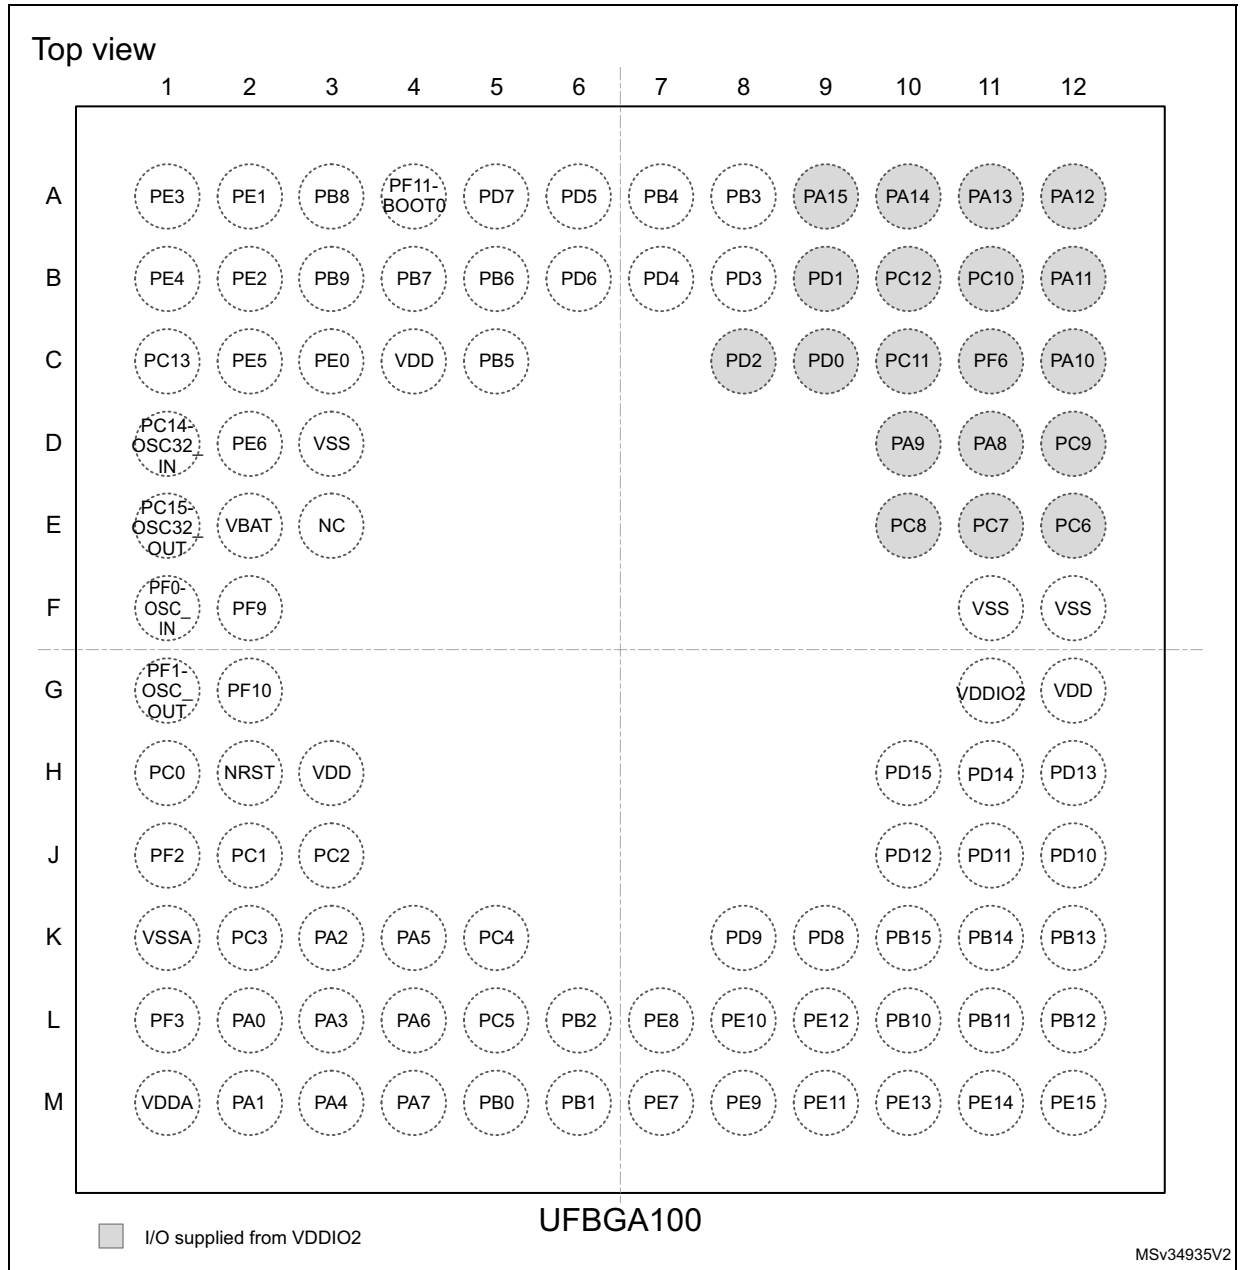 Top view
1 2 3 4 5 6 7 8 9 10 11 12
A PE3 PE1 PB8 PF11-BOOT0 PD7 PD5 PB4 PB3 PA15 PA14 PA13 PA12
B PE4 PE2 PB9 PB7 PB6 PD6 PD4 PD3 PD1 PC12 PC10 PA11
C PC13 PE5 PE0 VDD PB5 PD2 PD0 PC11 PF6 PA10
D PC14-OSC32_IN PE6 VSS PA9 PA8 PC9
E PC15-OSC32_OUT VBAT NC PC8 PC7 PC6
F PF0-OSC_IN PF9 VSS VSS
G PF1-OSC_OUT PF10 VDDIO2 VDD
H PC0 NRST VDD PD15 PD14 PD13
J PF2 PC1 PC2 PD12 PD11 PD10
K VSSA PC3 PA2 PA5 PC4 PD9 PD8 PB15 PB14 PB13
L PF3 PA0 PA3 PA6 PC5 PB2 PE8 PE10 PE12 PB10 PB11 PB12
M VDDA PA1 PA4 PA7 PB0 PB1 PE7 PE9 PE11 PE13 PE14 PE15
UFBGA100
I/O supplied from VDDIO2
MSv34935V2